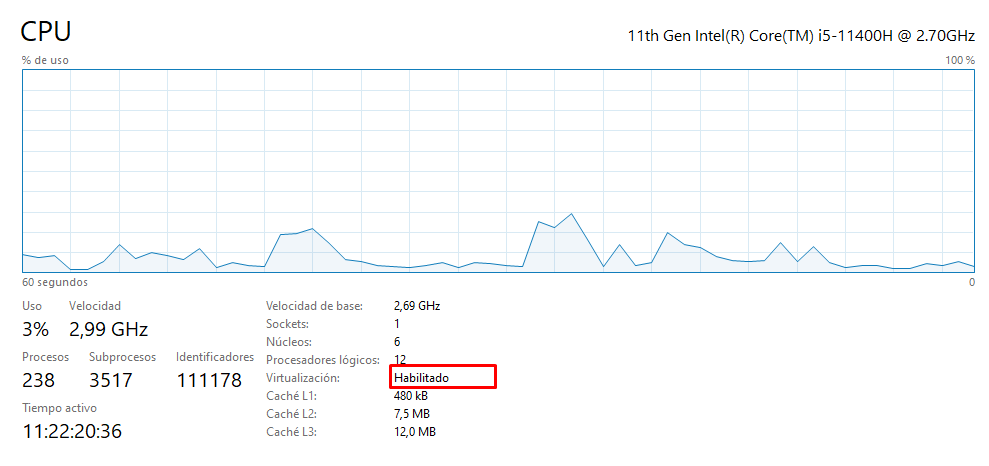 CPU
11th Gen Intel(R) Core(TM) i5-11400H @ 2.70GHz
% de uso
100 %
60 segundos
0
Uso
Velocidad
3%
2,99 GHz
Procesos
Subprocesos
Identificadores
238
3517
111178
Tiempo activo
11:22:20:36
Velocidad de base: 2,69 GHz
Sockets: 1
Núcleos: 6
Procesadores lógicos: 12
Virtualización: Habilitado
Caché L1: 480 kB
Caché L2: 7,5 MB
Caché L3: 12,0 MB